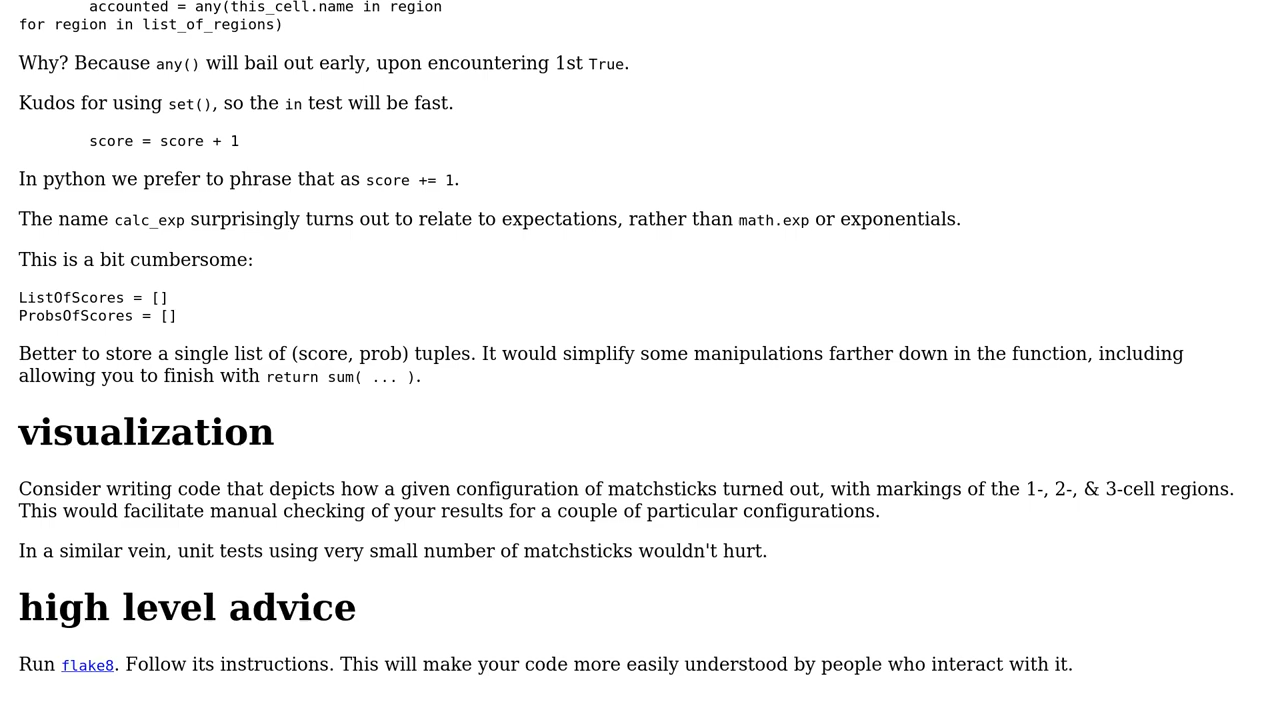 accounted = any(this_cell.name in region
for region in list_of_regions)
Why? Because any() will bail out early, upon encountering 1st True.
Kudos for using set(), so the in test will be fast.
score = score + 1
In python we prefer to phrase that as score += 1.
The name calc_exp surprisingly turns out to relate to expectations, rather than math.exp or exponentials.
This is a bit cumbersome:
ListOfScores = []
ProbsOfScores = []
Better to store a single list of (score, prob) tuples. It would simplify some manipulations farther down in the function, including
allowing you to finish with return sum( ... ).
visualization
Consider writing code that depicts how a given configuration of matchsticks turned out, with markings of the 1-, 2-, & 3-cell regions.
This would facilitate manual checking of your results for a couple of particular configurations.
In a similar vein, unit tests using very small number of matchsticks wouldn't hurt.
high level advice
Run flake8. Follow its instructions. This will make your code more easily understood by people who interact with it.